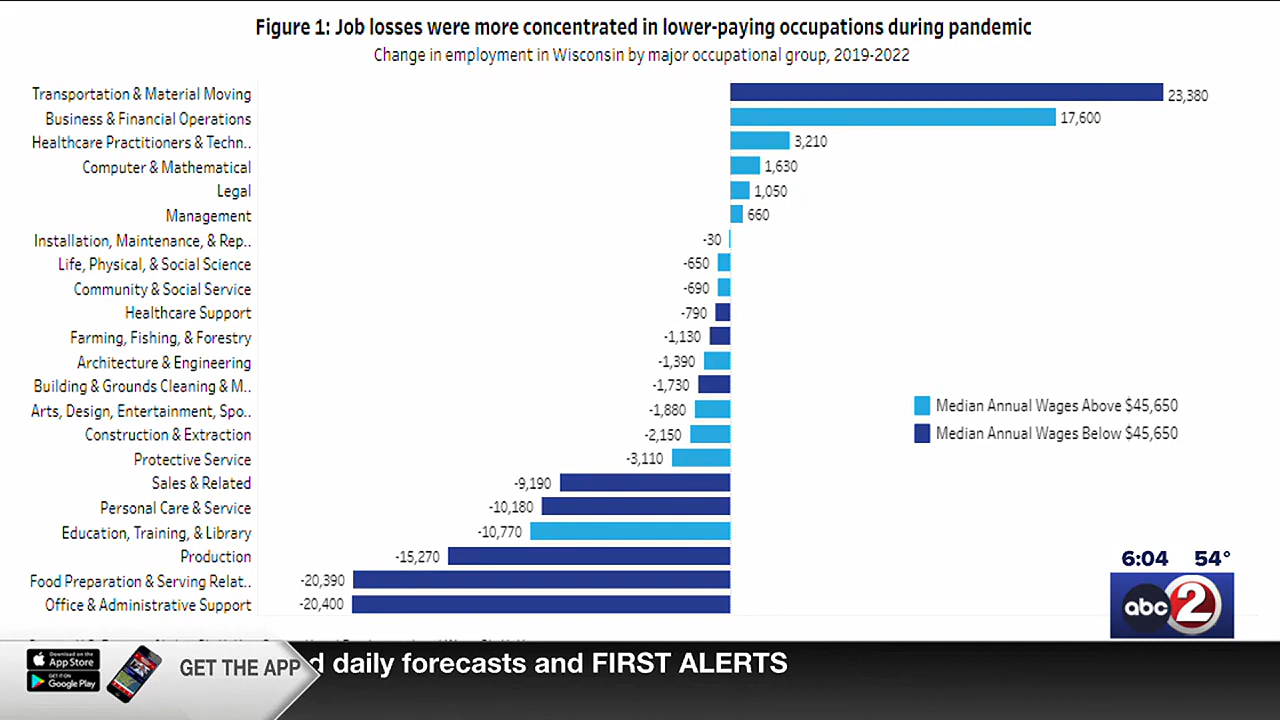 Figure 1: Job losses were more concentrated in lower-paying occupations during pandemic
Change in employment in Wisconsin by major occupational group, 2019-2022
Transportation & Material Moving 23,380
Business & Financial Operations 17,600
Healthcare Practitioners & Techn.. 3,210
Computer & Mathematical 1,630
Legal 1,050
Management 660
Installation, Maintenance, & Rep.. -30
Life, Physical, & Social Science -650
Community & Social Service -690
Healthcare Support -790
Farming, Fishing, & Forestry -1,130
Architecture & Engineering -1,390
Building & Grounds Cleaning & M.. -1,730
Arts, Design, Entertainment, Spo.. -1,880
Median Annual Wages Above $45,650
Construction & Extraction -2,150
Median Annual Wages Below $45,650
Protective Service -3,110
Sales & Related -9,190
Personal Care & Service -10,180
Education, Training, & Library -10,770
Production -15,270
Food Preparation & Serving Relat.. -20,390
Office & Administrative Support -20,400
6:04 54°
abc 2
Download on the
App Store
GET IT ON
Google Play
GET THE APP
d daily forecasts and FIRST ALERTS